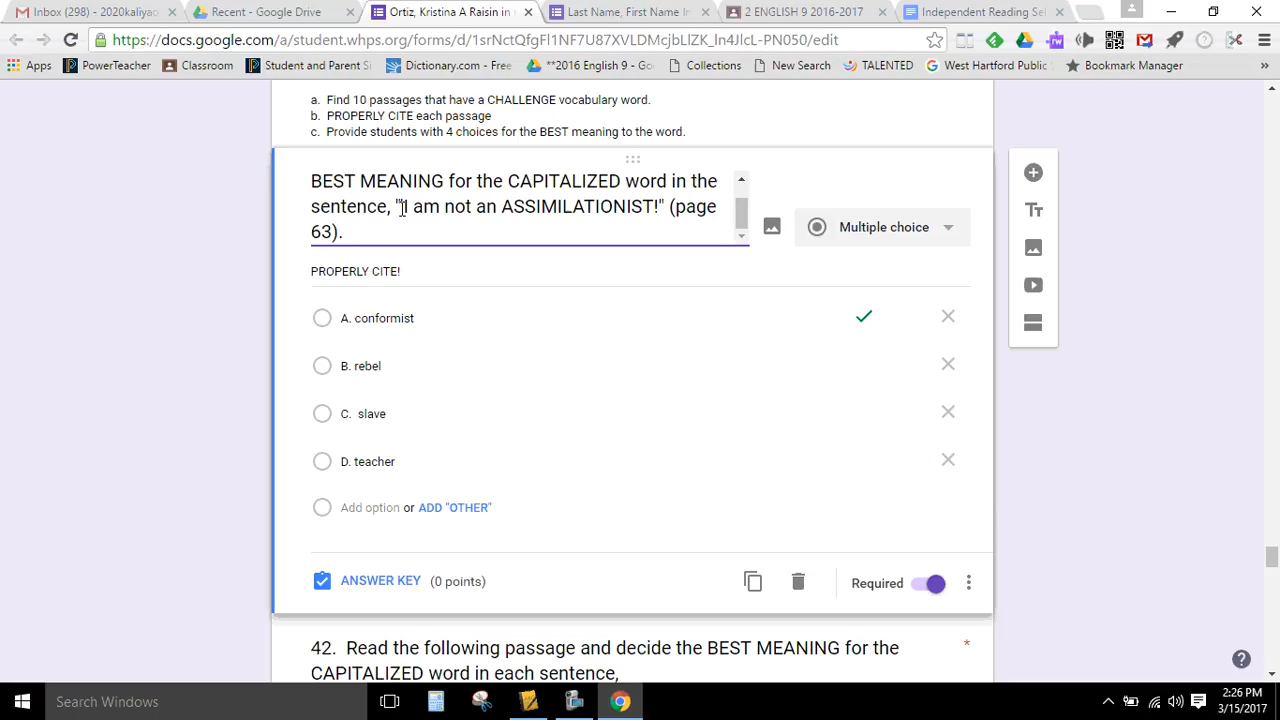 Inbox (298) - 2020kaliyao
Recent - Google Drive
Ortiz, Kristina A Raisin in
Last Name, First Name In
2 ENGLISH 9 2016-2017
Independent Reading Sel
https://docs.google.com/a/student.whps.org/forms/d/1srNctQfgFl1NF7U87XVLDMcjbLlZK_ln4JlcL-PN050/edit
Apps
PowerTeacher
Classroom
Student and Parent Si
Dictionary.com - Free
**2016 English 9 - Go
Collections
New Search
TALENTED
West Hartford Public
Bookmark Manager
a. Find 10 passages that have a CHALLENGE vocabulary word.
b. PROPERLY CITE each passage
c. Provide students with 4 choices for the BEST meaning to the word.
BEST MEANING for the CAPITALIZED word in the
sentence, "I am not an ASSIMILATIONIST!" (page
63).
Multiple choice
PROPERLY CITE!
A. conformist
B. rebel
C. slave
D. teacher
Add option or ADD "OTHER"
ANSWER KEY (0 points)
Required
42. Read the following passage and decide the BEST MEANING for the *
CAPITALIZED word in each sentence,
Search Windows
2:26 PM
3/15/2017